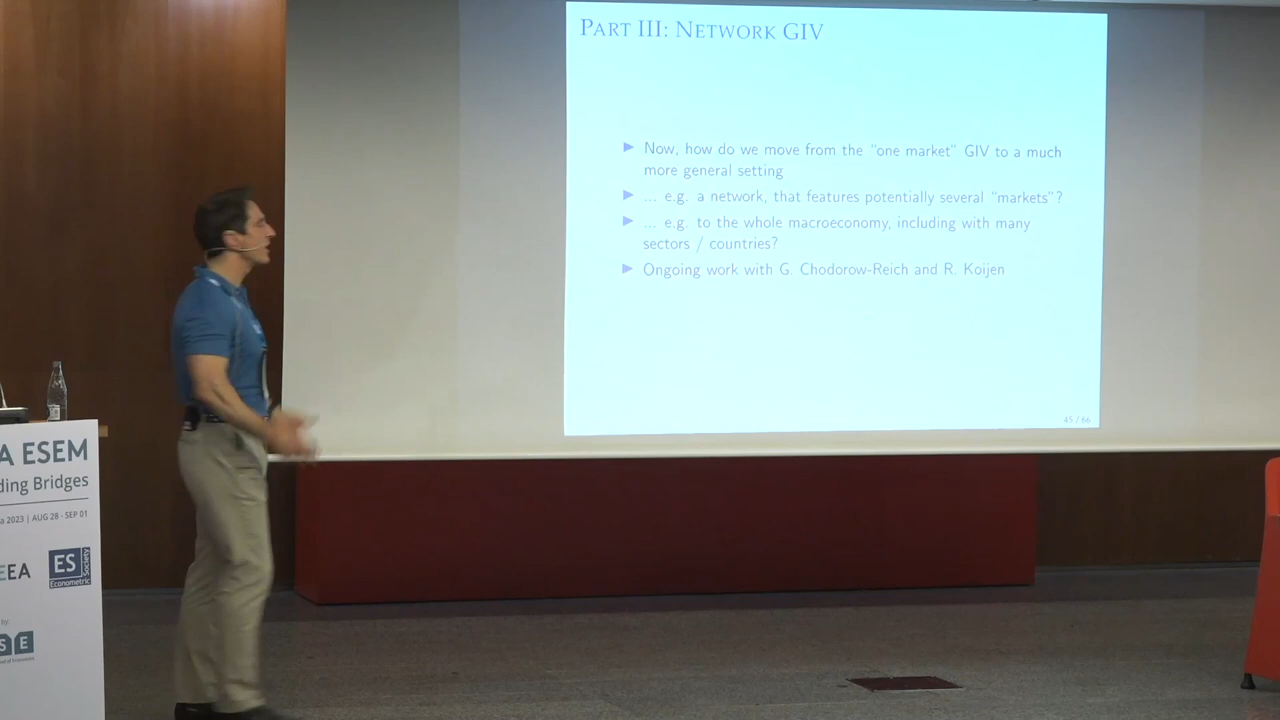 PART III: NETWORK GIV
Now, how do we move from the "one market" GIV to a much
more general setting
... e.g. a network, that features potentially several "markets"?
... e.g. to the whole macroeconomy, including with many
sectors / countries?
Ongoing work with G. Chodorow-Reich and R. Koijen
45 / 66
A ESEM
ding Bridges
a 2023 | AUG 28 - SEP 01
EEA
ES
Econometric
Society
by:
S E